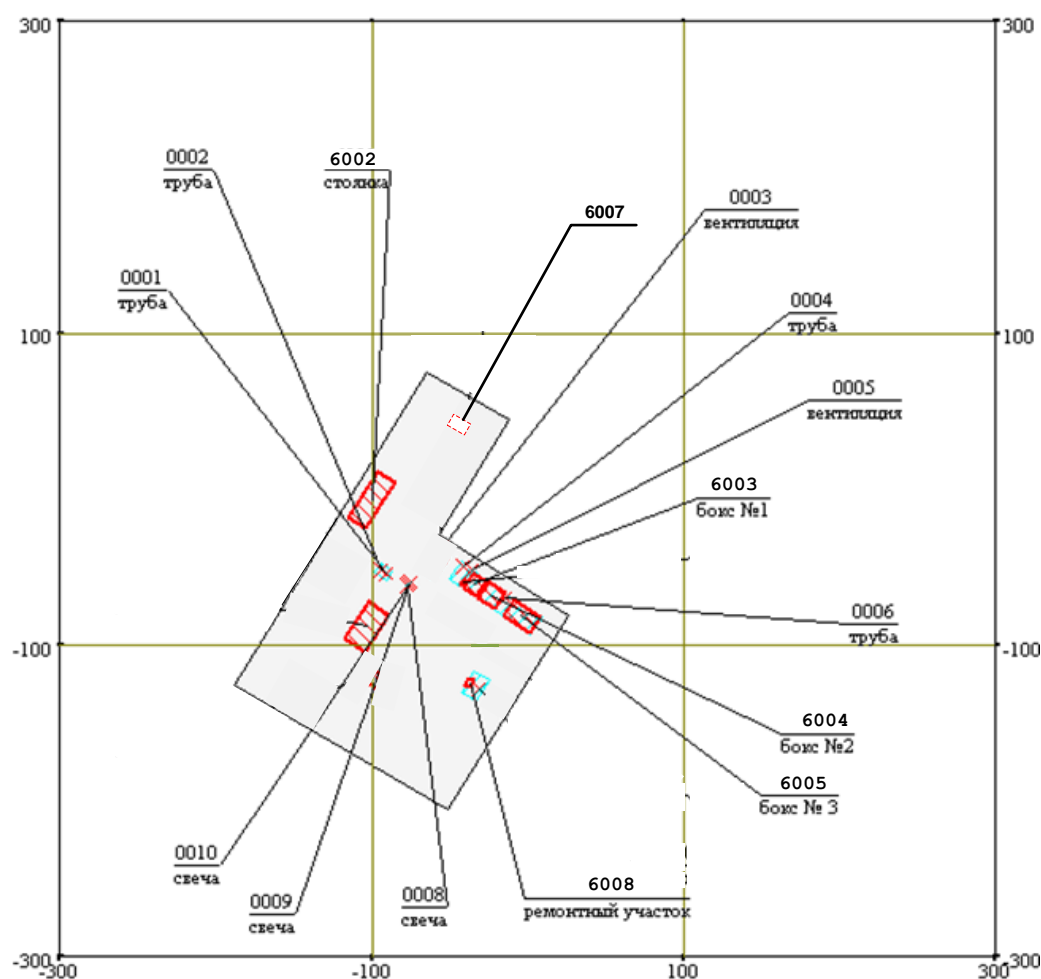 300
300
0002
труба
6002
стоянка
0003
вентиляция
6007
0001
труба
0004
труба
100
100
0005
вентиляция
6003
бокс №1
0006
труба
-100
-100
6004
бокс №2
6005
бокс № 3
0010
свеча
0009
свеча
0008
свеча
6008
ремонтный участок
-300
-300
-300
-100
100
300